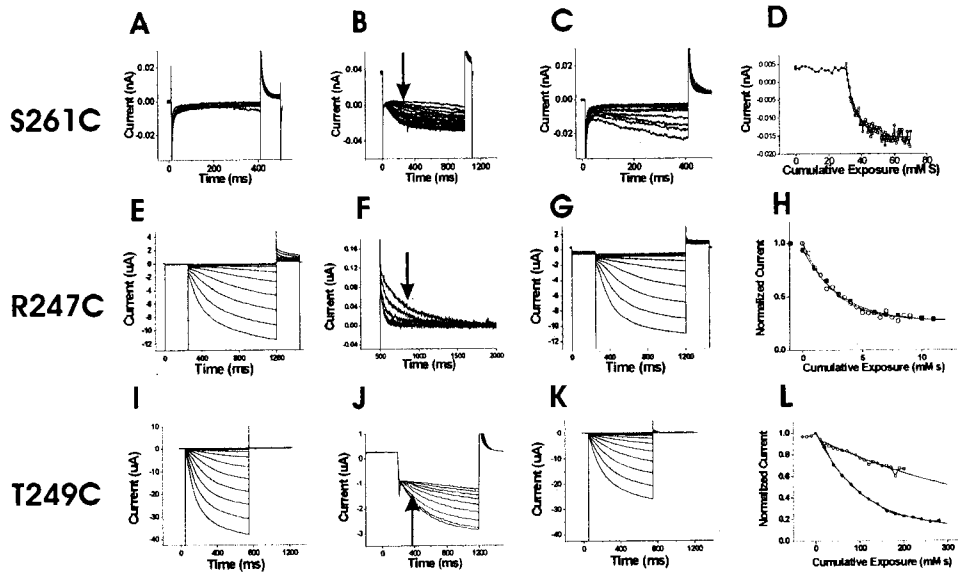 A
B
C
D
S261C
Current (nA)
0.02
0.00
-0.02
0
200
400
Time (ms)
Current (nA)
0.04
0.00
-0.04
0
400
800
1200
Time (ms)
Current (nA)
0.02
0.00
-0.02
0
200
400
Time (ms)
Current (nA)
0.005
0.000
-0.005
-0.010
-0.015
-0.020
0
20
40
60
80
Cumulative Exposure (mM S)
E
F
G
H
R247C
Current (uA)
4
2
0
-2
-4
-6
-8
-10
-12
400
800
1200
Time (ms)
Current (uA)
0.16
0.12
0.08
0.04
0.00
-0.04
500
1000
1500
2000
Time (ms)
Current (uA)
4
2
0
-2
-4
-6
-8
-10
-12
400
800
1200
Time (ms)
Normalized Current
1.0
0.5
0.0
0
5
10
Cumulative Exposure (mM s)
I
J
K
L
T249C
Current (uA)
10
0
-10
-20
-30
-40
0
400
800
1200
Time (ms)
Current (uA)
1
0
-1
-2
-3
400
800
1200
Time (ms)
Current (uA)
10
0
-10
-20
-30
-40
0
400
800
1200
Time (ms)
Normalized Current
1.0
0.8
0.6
0.4
0.2
0.0
0
100
200
300
Cumulative Exposure (mM s)